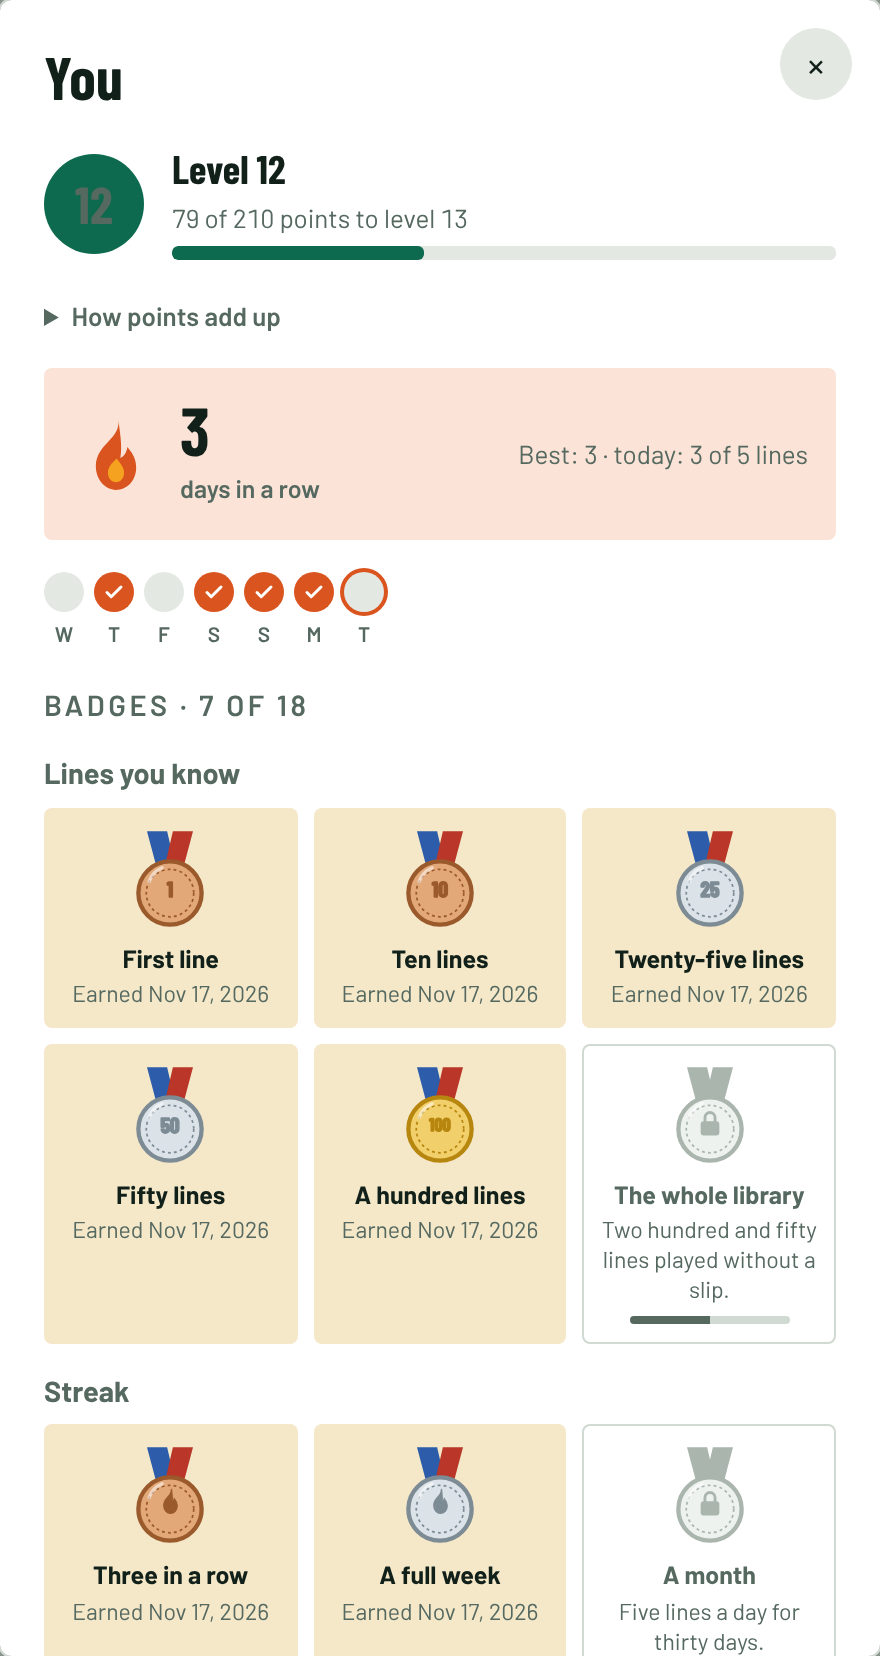 You
×
12
Level 12
79 of 210 points to level 13
How points add up
3
days in a row
Best: 3 · today: 3 of 5 lines
W T F S S M T
BADGES · 7 OF 18
Lines you know
1
First line
Earned Nov 17, 2026
10
Ten lines
Earned Nov 17, 2026
25
Twenty-five lines
Earned Nov 17, 2026
50
Fifty lines
Earned Nov 17, 2026
100
A hundred lines
Earned Nov 17, 2026
The whole library
Two hundred and fifty
lines played without a
slip.
Streak
Three in a row
Earned Nov 17, 2026
A full week
Earned Nov 17, 2026
A month
Five lines a day for
thirty days.